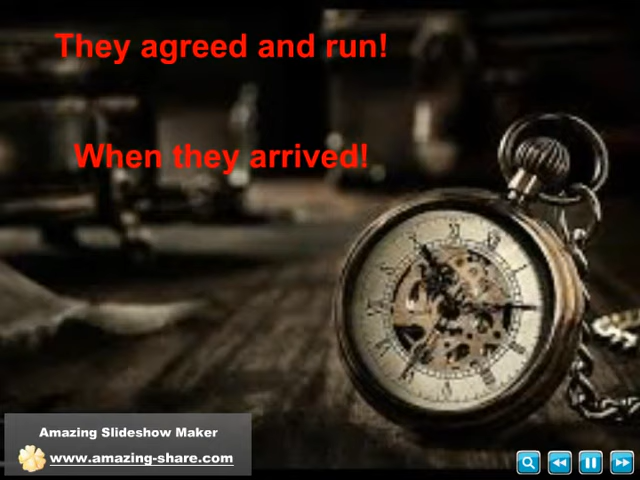 They agreed and run!
When they arrived!
Amazing Slideshow Maker
www.amazing-share.com